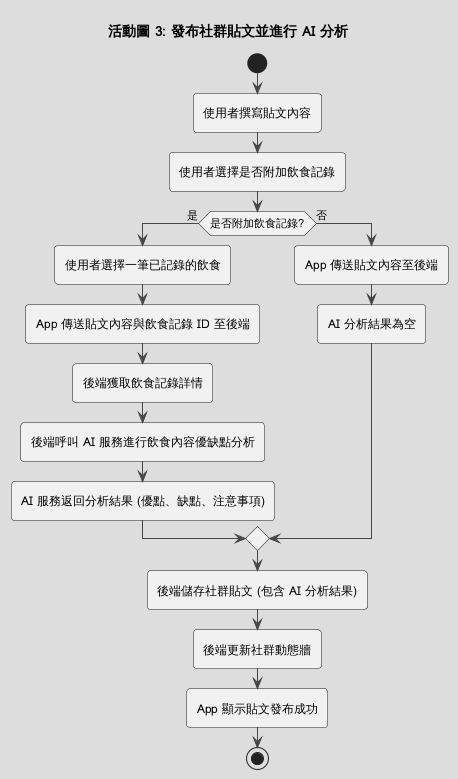 活動圖 3: 發布社群貼文並進行 AI 分析
使用者撰寫貼文內容
使用者選擇是否附加飲食記錄
是
是否附加飲食記錄?
否
使用者選擇一筆已記錄的飲食
App 傳送貼文內容至後端
App 傳送貼文內容與飲食記錄 ID 至後端
AI 分析結果為空
後端獲取飲食記錄詳情
後端呼叫 AI 服務進行飲食內容優缺點分析
AI 服務返回分析結果 (優點、缺點、注意事項)
後端儲存社群貼文 (包含 AI 分析結果)
後端更新社群動態牆
App 顯示貼文發布成功